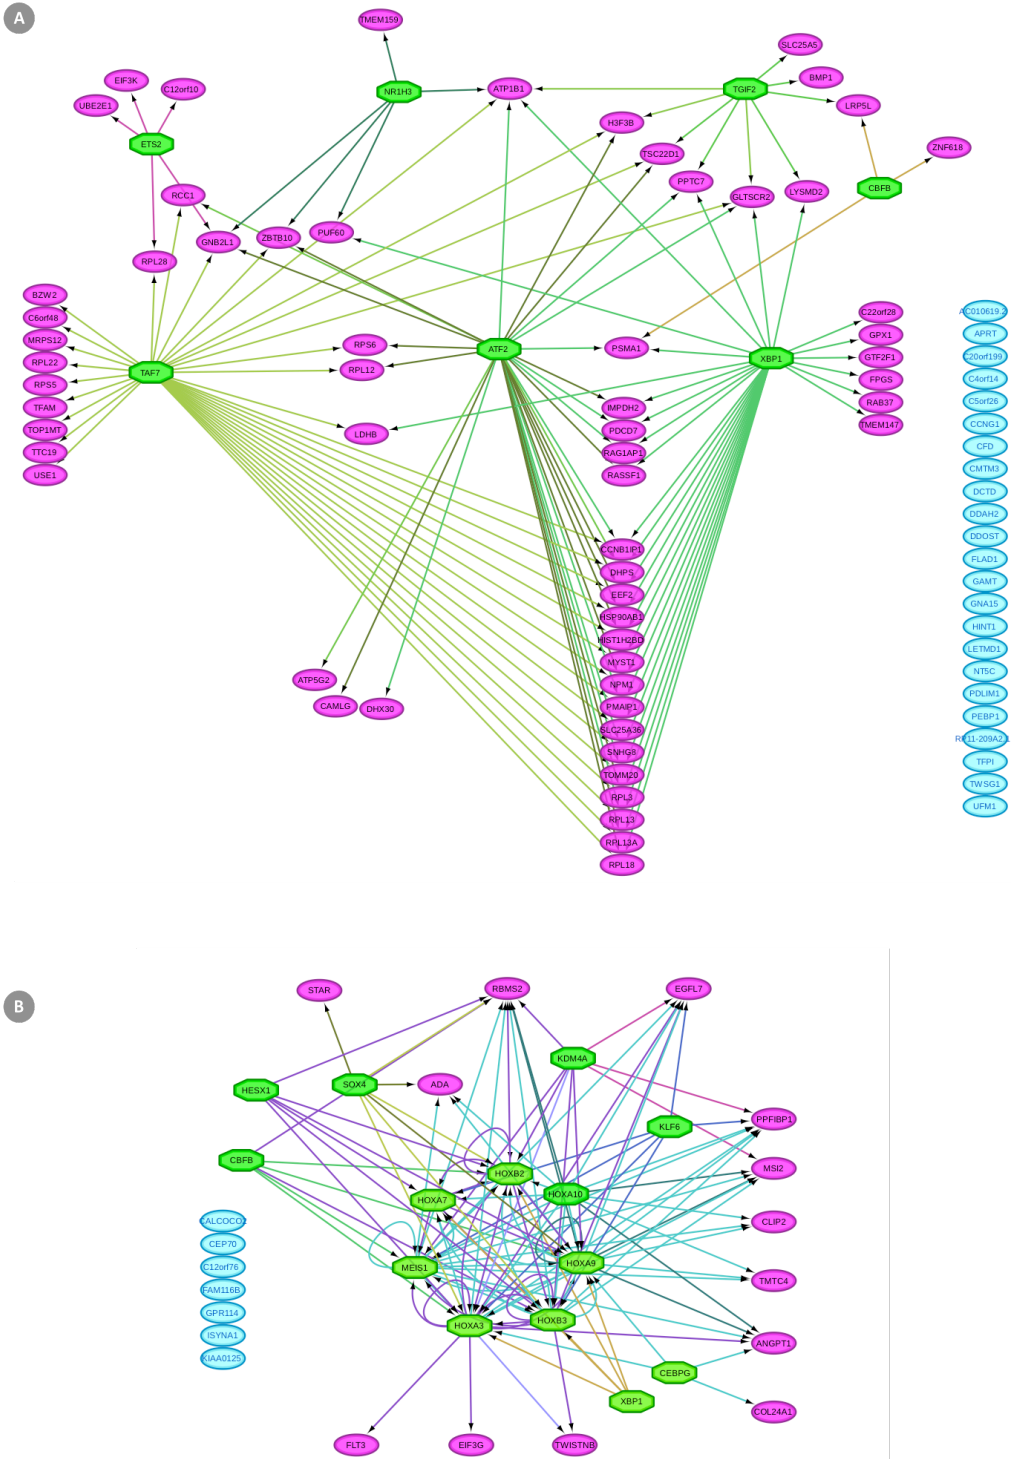 A
TMEM159
SLC25A5
EIF3K
C12orf10
NR1H3
ATP1B1
TGIF2
BMP1
UBE2E1
LRP5L
H3F3B
ETS2
TSC22D1
ZNF618
PPTC7
LYSMD2
CBFB
RCC1
GLTSCR2
GNB2L1
ZBTB10
PUF60
RPL28
BZW2
C6orf48
MRPS12
RPL22
RPS5
TFAM
TOP1MT
TTC19
USE1
TAF7
RPS6
RPL12
LDHB
ATF2
PSMA1
XBP1
IMPDH2
PDCD7
RAG1AP1
RASSF1
C22orf28
GPX1
GTF2F1
FPGS
RAB37
TMEM147
AC010619.2
APRT
C20orf199
C4orf14
C5orf26
CCNG1
CFD
CMTM3
DCTD
DDAH2
DDOST
FLAD1
GAMT
GNA15
HINT1
LETMD1
NT5C
PDLIM1
PEBP1
RP11-209A2.1
TFPI
TWSG1
UFM1
CCNB1IP1
DHPS
EEF2
HSP90AB1
HIST1H2BD
MYST1
NPM1
PMAIP1
SLC25A36
SNHG8
TOMM20
RPL3
RPL13
RPL13A
RPL18
ATP5G2
CAMLG
DHX30
B
STAR
RBMS2
EGFL7
KDM4A
HESX1
SOX4
ADA
KLF6
PPFIBP1
CBFB
HOXB2
MSI2
HOXA7
HOXA10
CLIP2
MEIS1
HOXA9
TMTC4
HOXA3
HOXB3
ANGPT1
CEBPG
XBP1
COL24A1
FLT3
EIF3G
TWISTNB
CALCOCO2
CEP70
C12orf76
FAM116B
GPR114
ISYNA1
KIAA0125